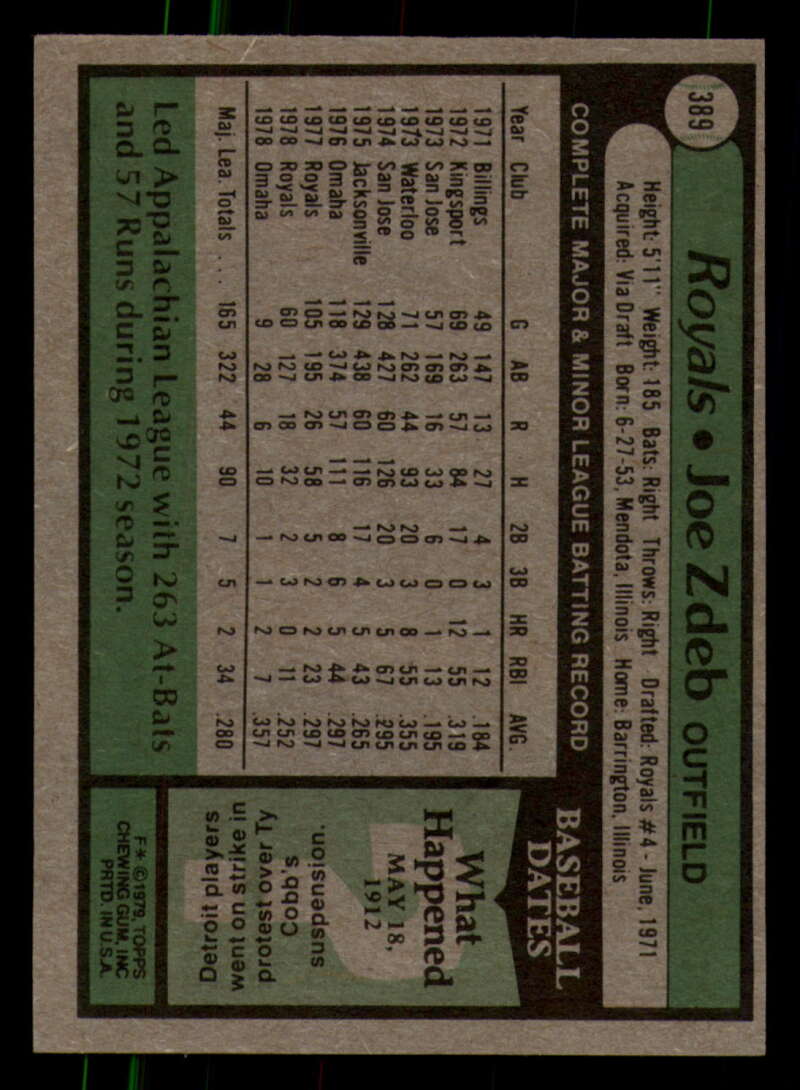 389
Royals • Joe Zdeb OUTFIELD
Height: 5'11" Weight: 185 Bats: Right Throws: Right Drafted: Royals #4 - June, 1971
Acquired: Via Draft Born: 6-27-53, Mendota, Illinois Home: Barrington, Illinois
COMPLETE MAJOR & MINOR LEAGUE BATTING RECORD
Year Club G AB R H 2B 3B HR RBI AVG.
1971 Billings 49 147 13 27 4 3 1 12 .184
1972 Kingsport 69 263 57 84 17 0 12 55 .319
1973 San Jose 57 169 16 33 6 0 1 13 .195
1973 Waterloo 71 262 44 93 20 3 8 55 .355
1974 San Jose 128 427 60 126 20 3 5 67 .295
1975 Jacksonville 129 438 60 116 17 4 5 43 .265
1976 Omaha 118 374 57 111 8 6 5 44 .297
1977 Royals 105 195 26 58 5 2 2 23 .297
1978 Royals 60 127 18 32 2 3 0 11 .252
1978 Omaha 9 28 6 10 1 1 2 7 .357
Maj. Lea. Totals . . . 165 322 44 90 7 5 2 34 .280
Led Appalachian League with 263 At-Bats
and 57 Runs during 1972 season.
BASEBALL
DATES
What
Happened
MAY 18,
1912
Detroit players
went on strike in
protest over Ty
Cobb's
suspension.
F* ©1979, TOPPS
CHEWING GUM, INC
PRTD. IN U.S.A.